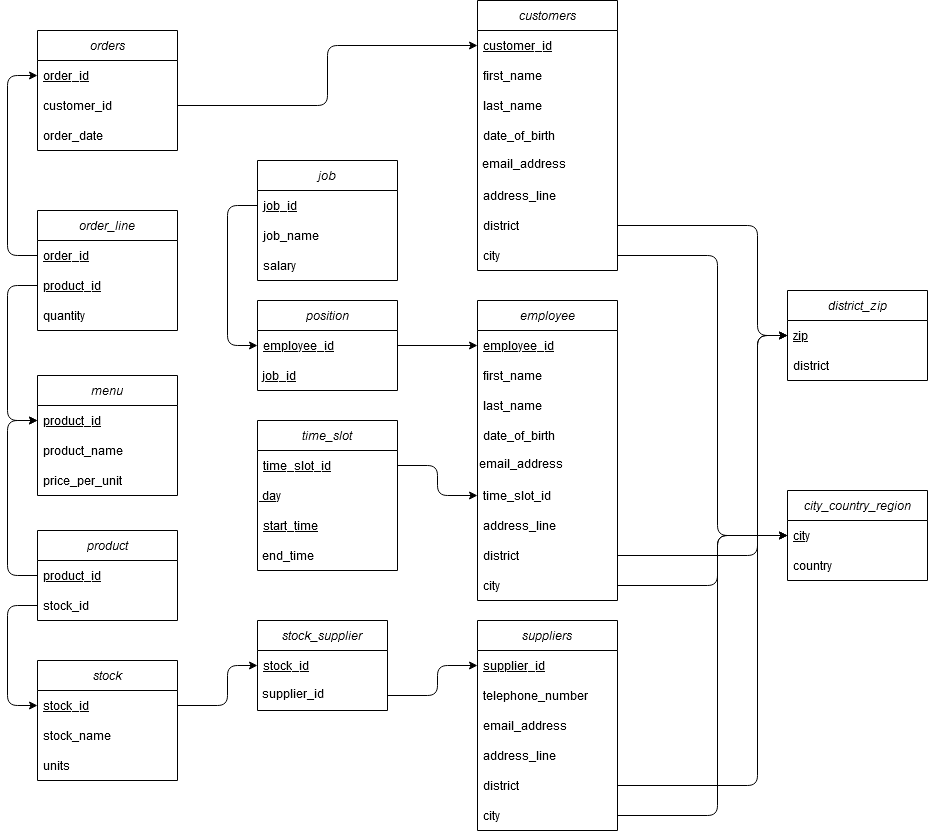 orders
order_id
customer_id
order_date
order_line
order_id
product_id
quantity
menu
product_id
product_name
price_per_unit
product
product_id
stock_id
stock
stock_id
stock_name
units
job
job_id
job_name
salary
position
employee_id
job_id
time_slot
time_slot_id
day
start_time
end_time
stock_supplier
stock_id
supplier_id
customers
customer_id
first_name
last_name
date_of_birth
email_address
address_line
district
city
employee
employee_id
first_name
last_name
date_of_birth
email_address
time_slot_id
address_line
district
city
suppliers
supplier_id
telephone_number
email_address
address_line
district
city
district_zip
zip
district
city_country_region
city
country